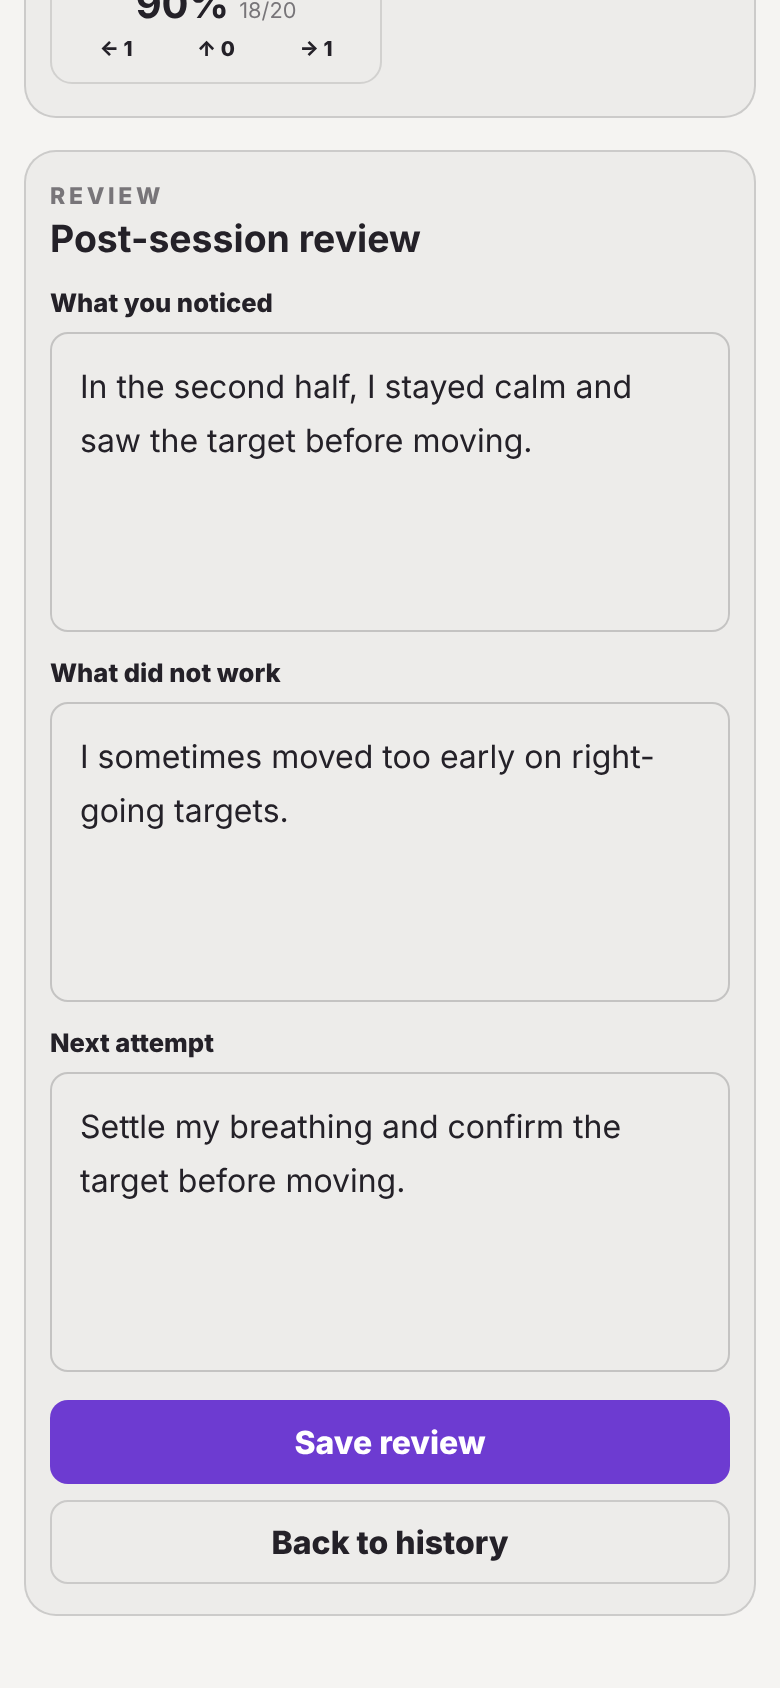 90% 18/20
← 1 ↑ 0 → 1
REVIEW
Post-session review
What you noticed
In the second half, I stayed calm and
saw the target before moving.
What did not work
I sometimes moved too early on right-
going targets.
Next attempt
Settle my breathing and confirm the
target before moving.
Save review
Back to history